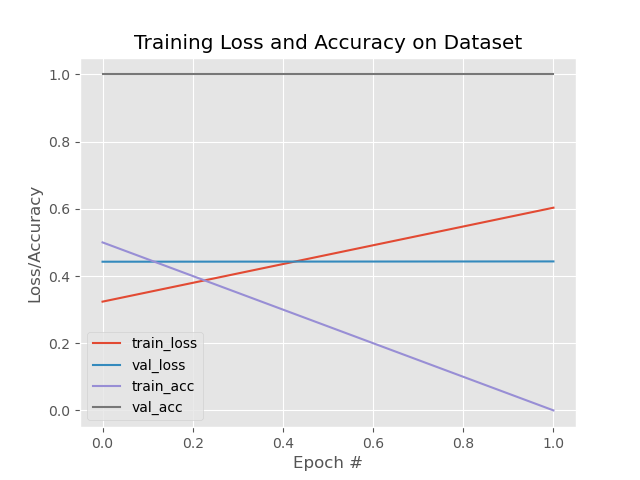 Training Loss and Accuracy on Dataset
1.0
0.8
0.6
0.4
0.2
0.0
Loss/Accuracy
train_loss
val_loss
train_acc
val_acc
0.0 0.2 0.4 0.6 0.8 1.0
Epoch #